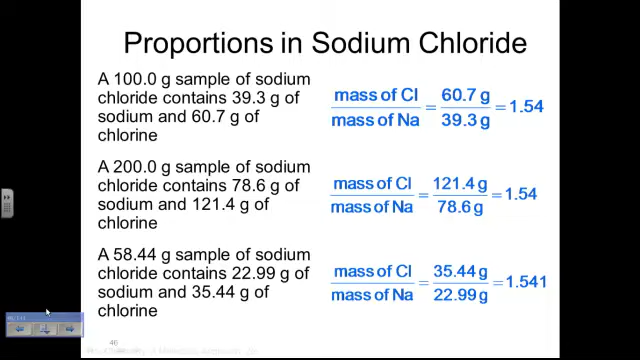 Proportions in Sodium Chloride
A 100.0 g sample of sodium
chloride contains 39.3 g of
sodium and 60.7 g of
chlorine
mass of Cl / mass of Na = 60.7 g / 39.3 g = 1.54
A 200.0 g sample of sodium
chloride contains 78.6 g of
sodium and 121.4 g of
chlorine
mass of Cl / mass of Na = 121.4 g / 78.6 g = 1.54
A 58.44 g sample of sodium
chloride contains 22.99 g of
sodium and 35.44 g of
chlorine
mass of Cl / mass of Na = 35.44 g / 22.99 g = 1.541
46